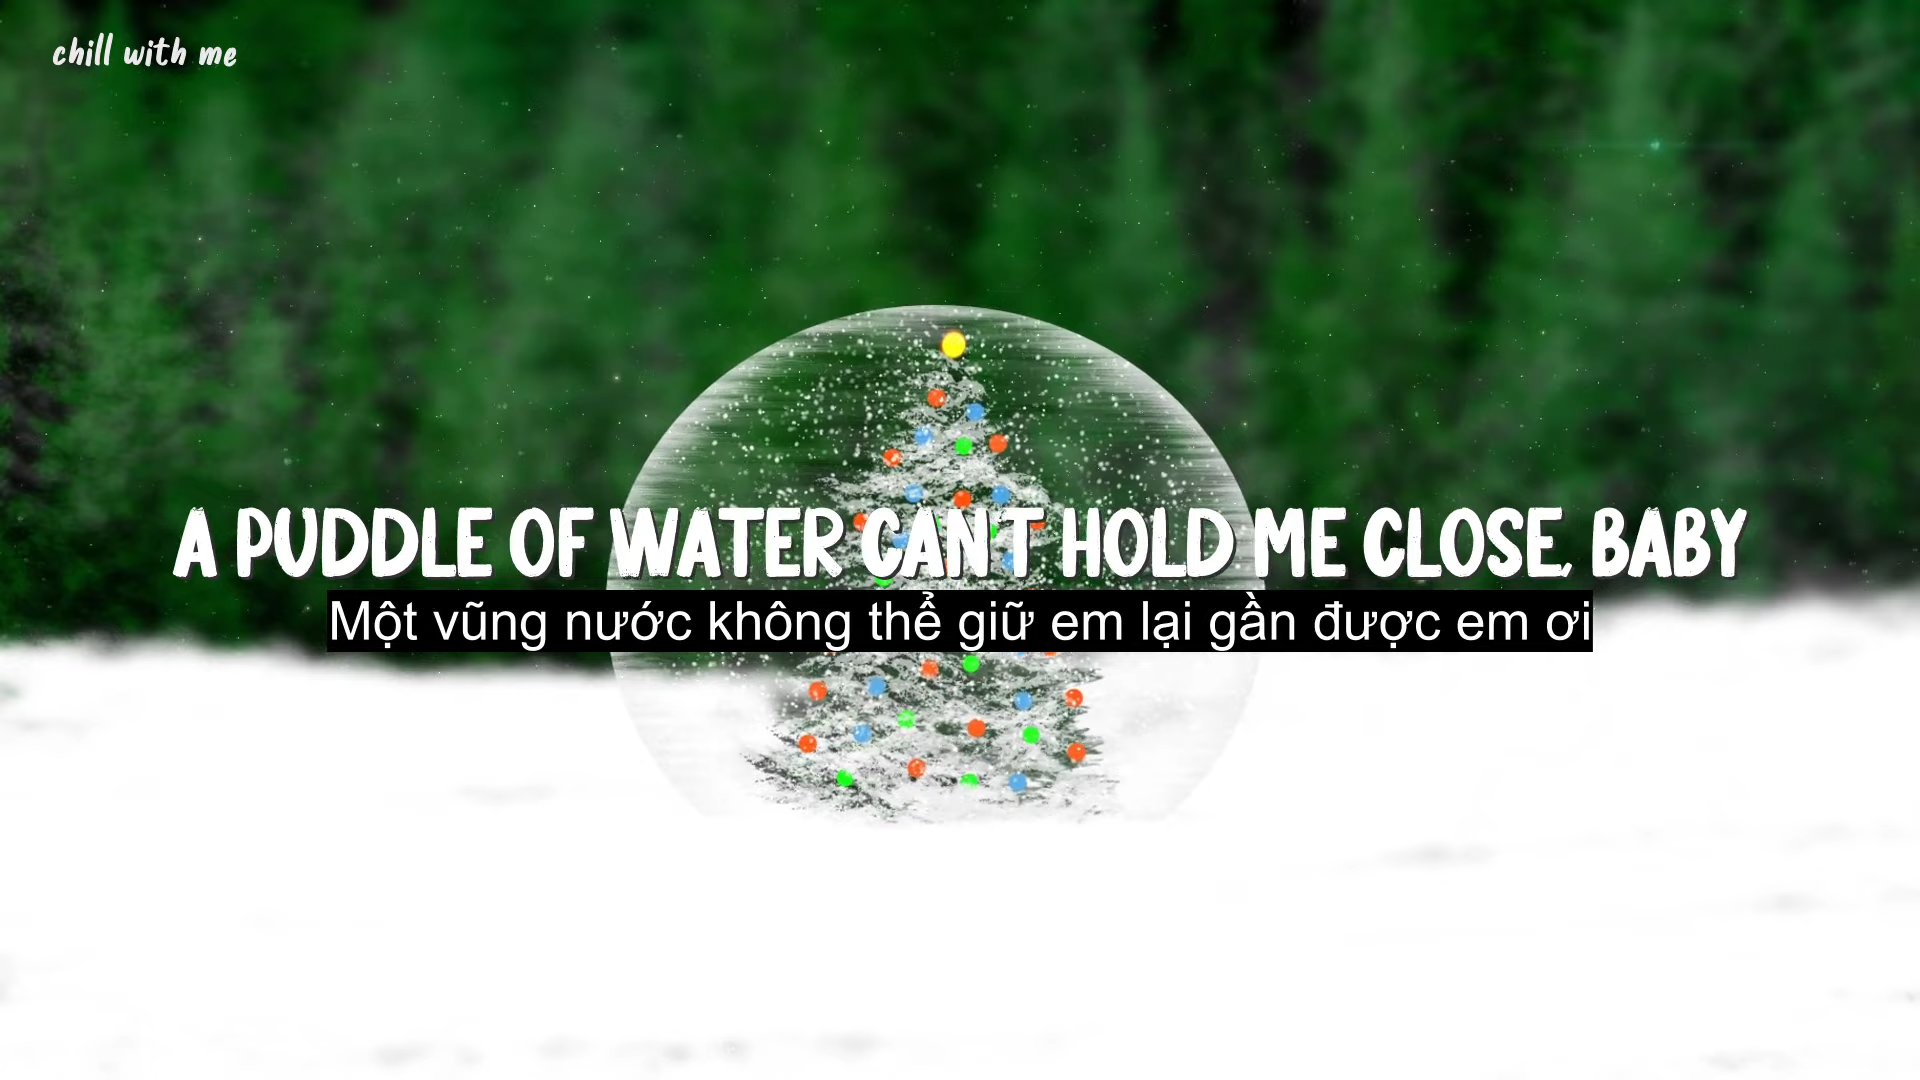 chill with me
A PUDDLE OF WATER CAN'T HOLD ME CLOSE, BABY
Một vũng nước không thể giữ em lại gần được em ơi